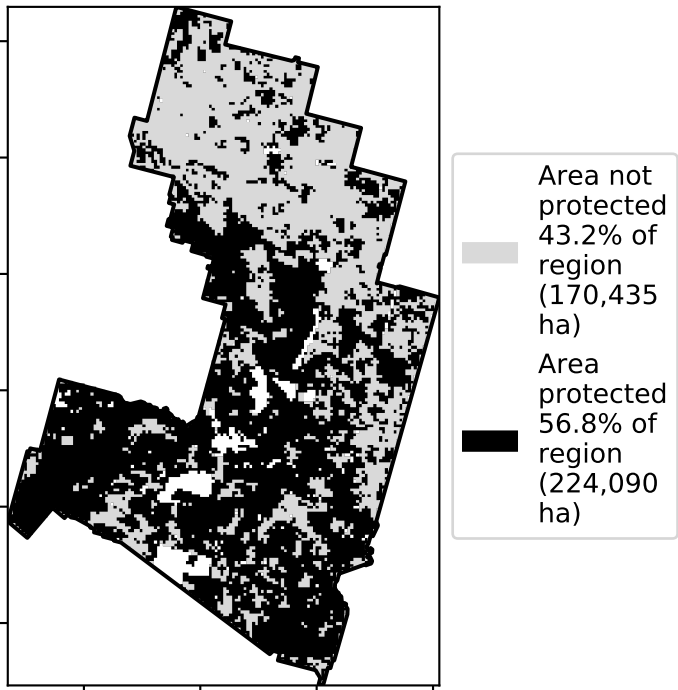 Area not
protected
43.2% of
region
(170,435
ha)
Area
protected
56.8% of
region
(224,090
ha)